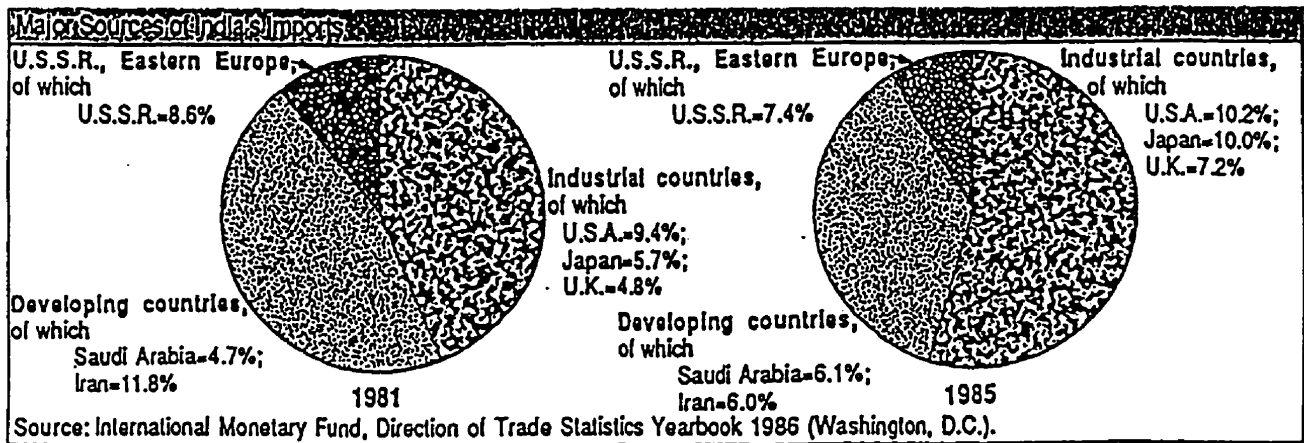 Major Sources of India's Imports
U.S.S.R., Eastern Europe,
of which
U.S.S.R.=8.6%
Industrial countries,
of which
U.S.A.=9.4%;
Japan=5.7%;
U.K.=4.8%
Developing countries,
of which
Saudi Arabia=4.7%;
Iran=11.8%
1981
U.S.S.R., Eastern Europe,
of which
U.S.S.R.=7.4%
Industrial countries,
of which
U.S.A.=10.2%;
Japan=10.0%;
U.K.=7.2%
Developing countries,
of which
Saudi Arabia=6.1%;
Iran=6.0%
1985
Source: International Monetary Fund, Direction of Trade Statistics Yearbook 1986 (Washington, D.C.).